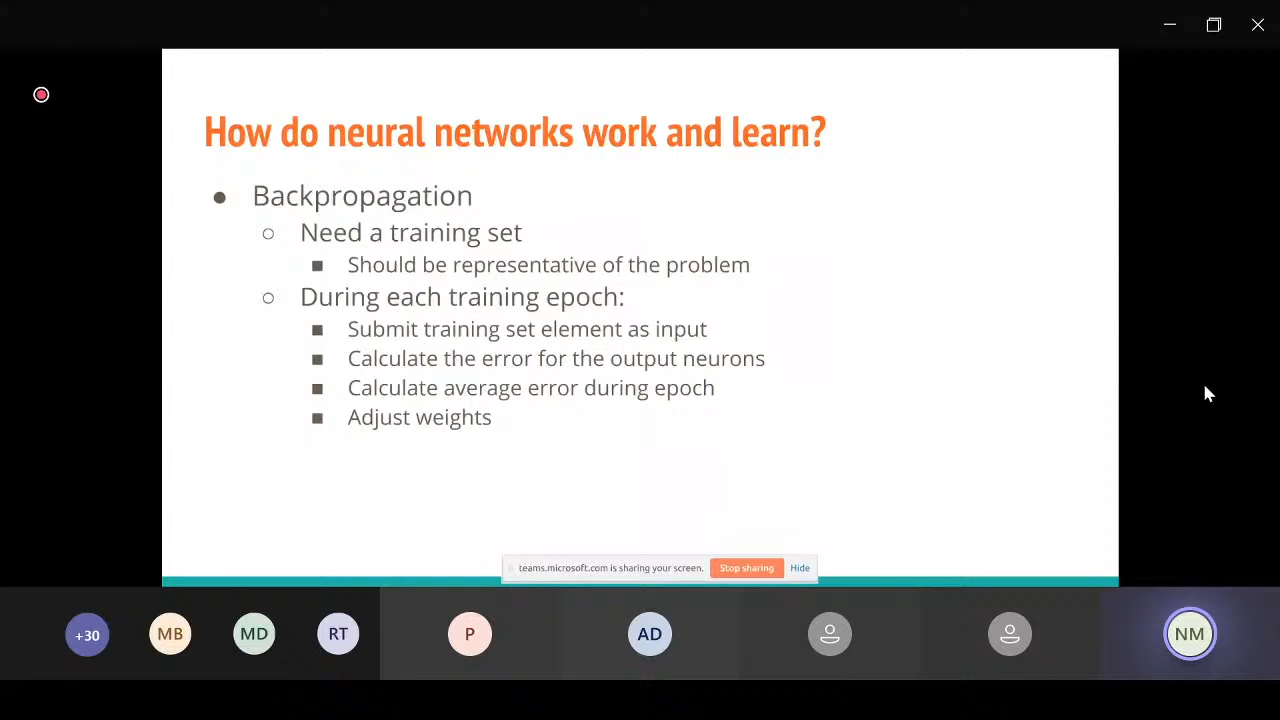 How do neural networks work and learn?
● Backpropagation
○ Need a training set
■ Should be representative of the problem
○ During each training epoch:
■ Submit training set element as input
■ Calculate the error for the output neurons
■ Calculate average error during epoch
■ Adjust weights
teams.microsoft.com is sharing your screen. Stop sharing Hide
+30 MB MD RT P AD NM